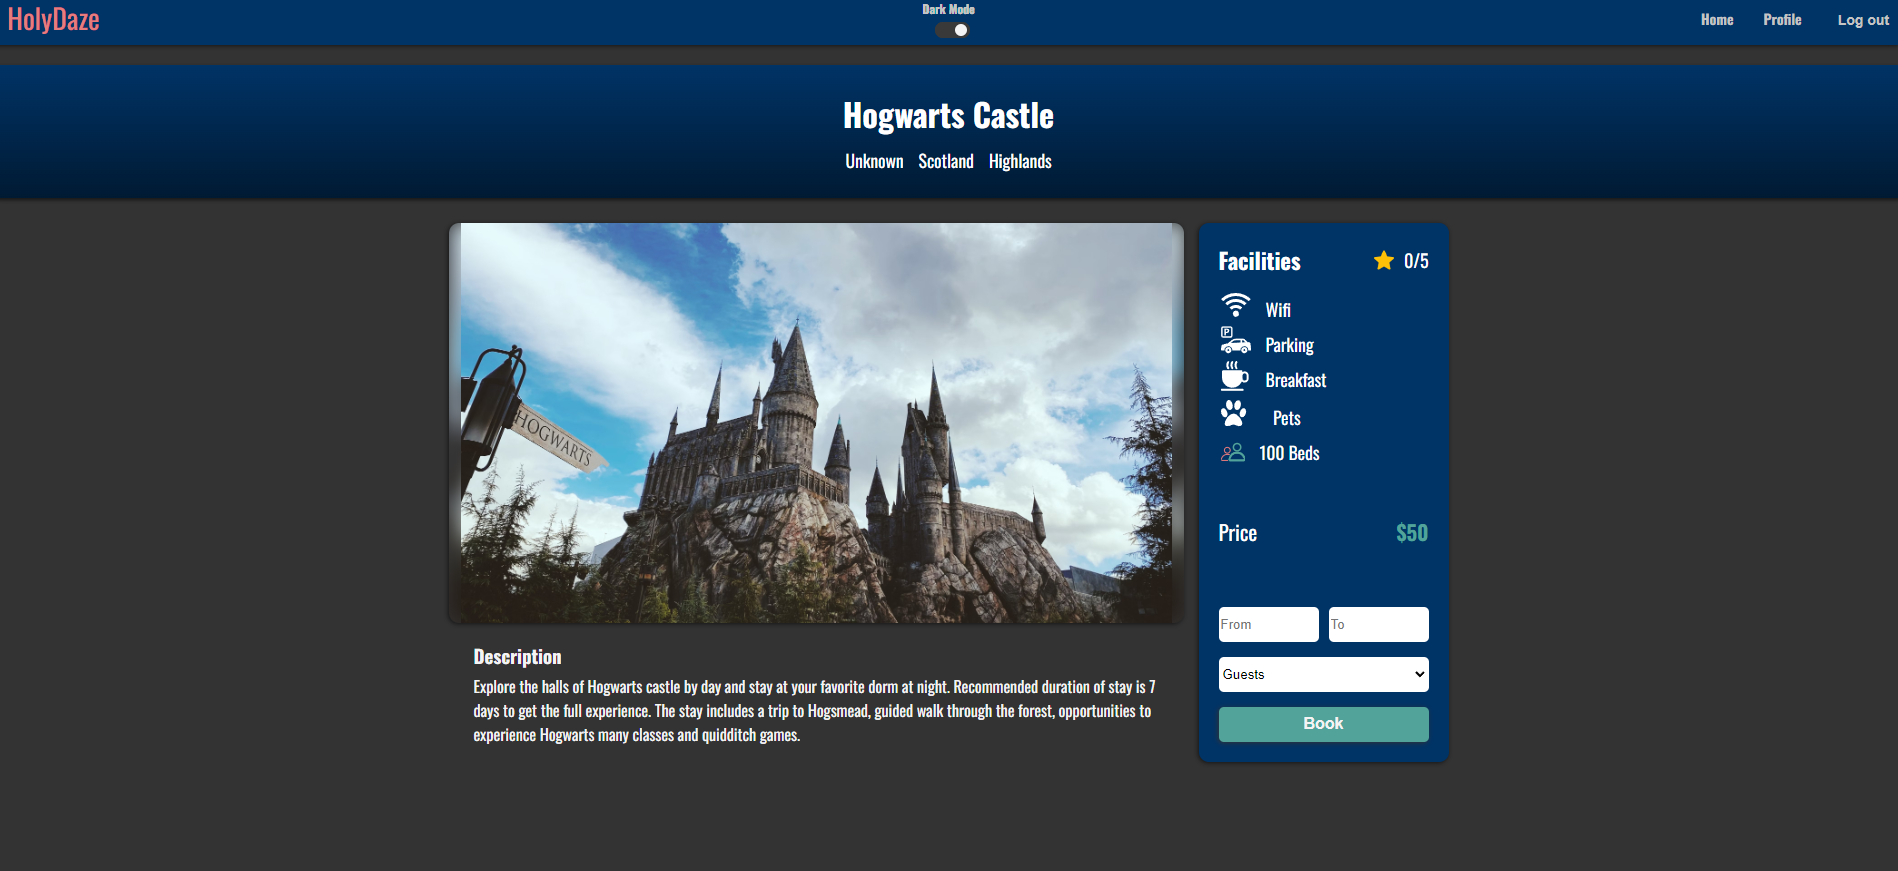 HolyDaze
Dark Mode
Home Profile Log out
Hogwarts Castle
Unknown Scotland Highlands
HOGWARTS
Facilities 0/5
Wifi
P
Parking
Breakfast
Pets
100 Beds
Price $50
From To
Guests
Book
Description
Explore the halls of Hogwarts castle by day and stay at your favorite dorm at night. Recommended duration of stay is 7
days to get the full experience. The stay includes a trip to Hogsmead, guided walk through the forest, opportunities to
experience Hogwarts many classes and quidditch games.